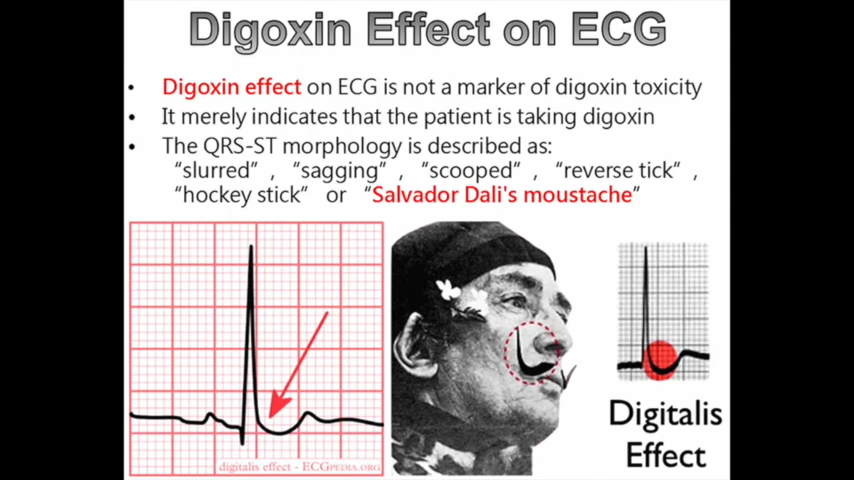 Digoxin Effect on ECG
• Digoxin effect on ECG is not a marker of digoxin toxicity
• It merely indicates that the patient is taking digoxin
• The QRS-ST morphology is described as:
“slurred” , “sagging” , “scooped” , “reverse tick” ,
“hockey stick” or “Salvador Dali's moustache”
digitalis effect - ECGPEDIA.ORG
Digitalis
Effect